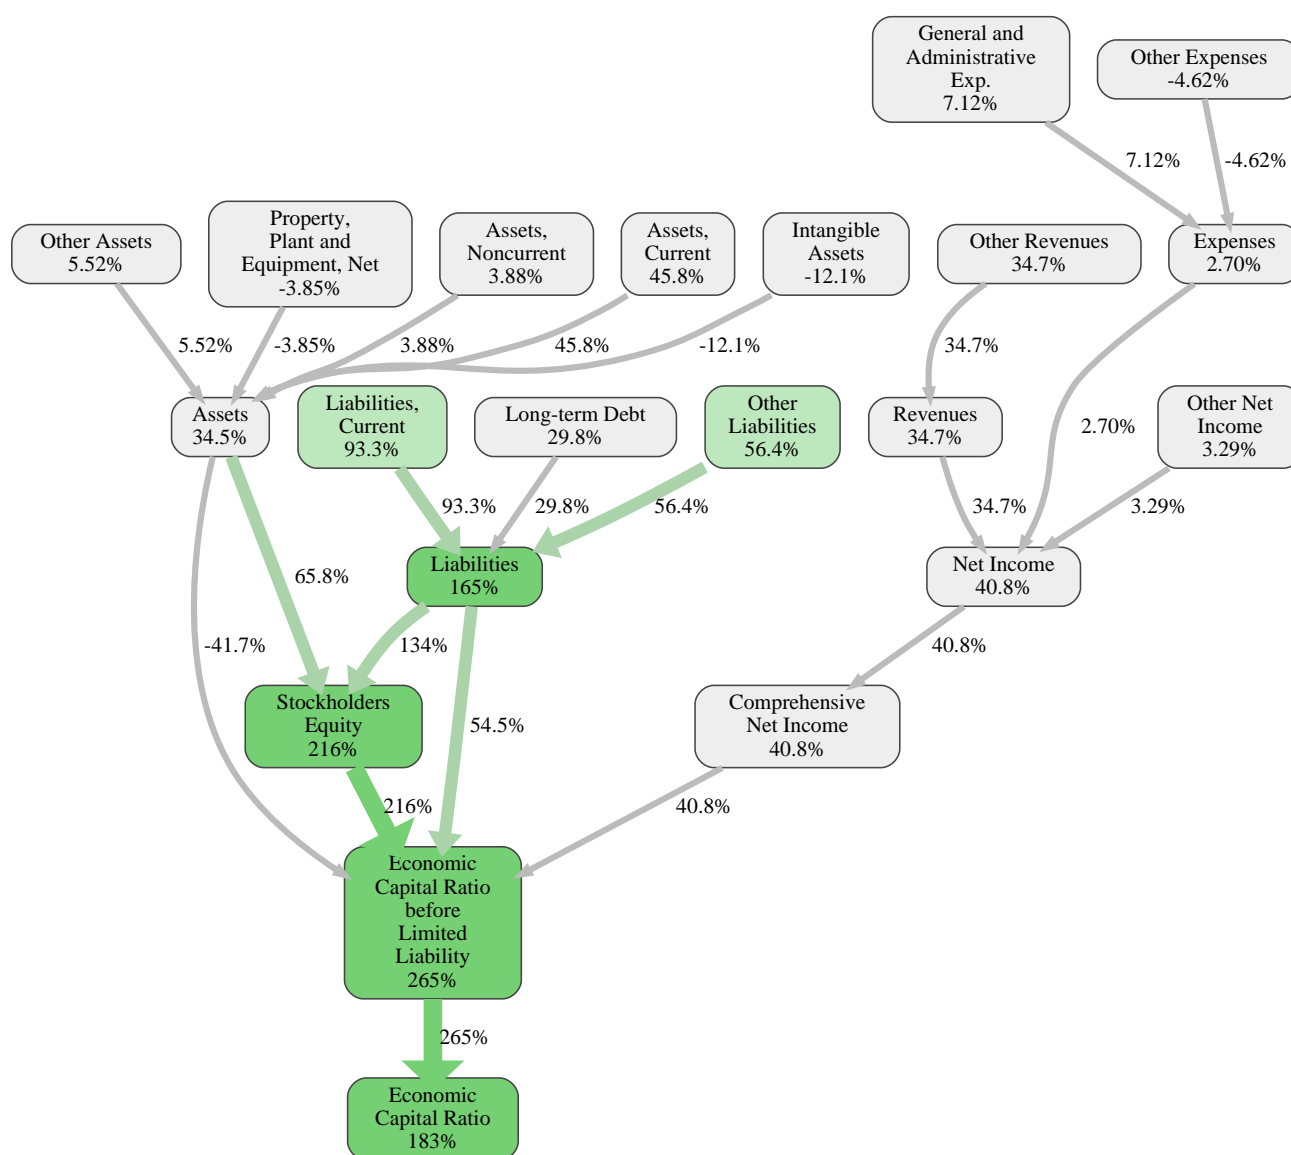 General and
Administrative
Exp.
7.12%
Other Expenses
-4.62%
7.12%
-4.62%
Other Assets
5.52%
Property,
Plant and
Equipment, Net
-3.85%
Assets,
Noncurrent
3.88%
Assets,
Current
45.8%
Intangible
Assets
-12.1%
Other Revenues
34.7%
Expenses
2.70%
5.52%
-3.85%
3.88%
45.8%
-12.1%
34.7%
Assets
34.5%
Liabilities,
Current
93.3%
Long-term Debt
29.8%
Other
Liabilities
56.4%
Revenues
34.7%
2.70%
Other Net
Income
3.29%
93.3%
29.8%
56.4%
34.7%
3.29%
65.8%
Liabilities
165%
Net Income
40.8%
-41.7%
134%
40.8%
Stockholders
Equity
216%
54.5%
Comprehensive
Net Income
40.8%
216%
40.8%
Economic
Capital Ratio
before
Limited
Liability
265%
265%
Economic
Capital Ratio
183%